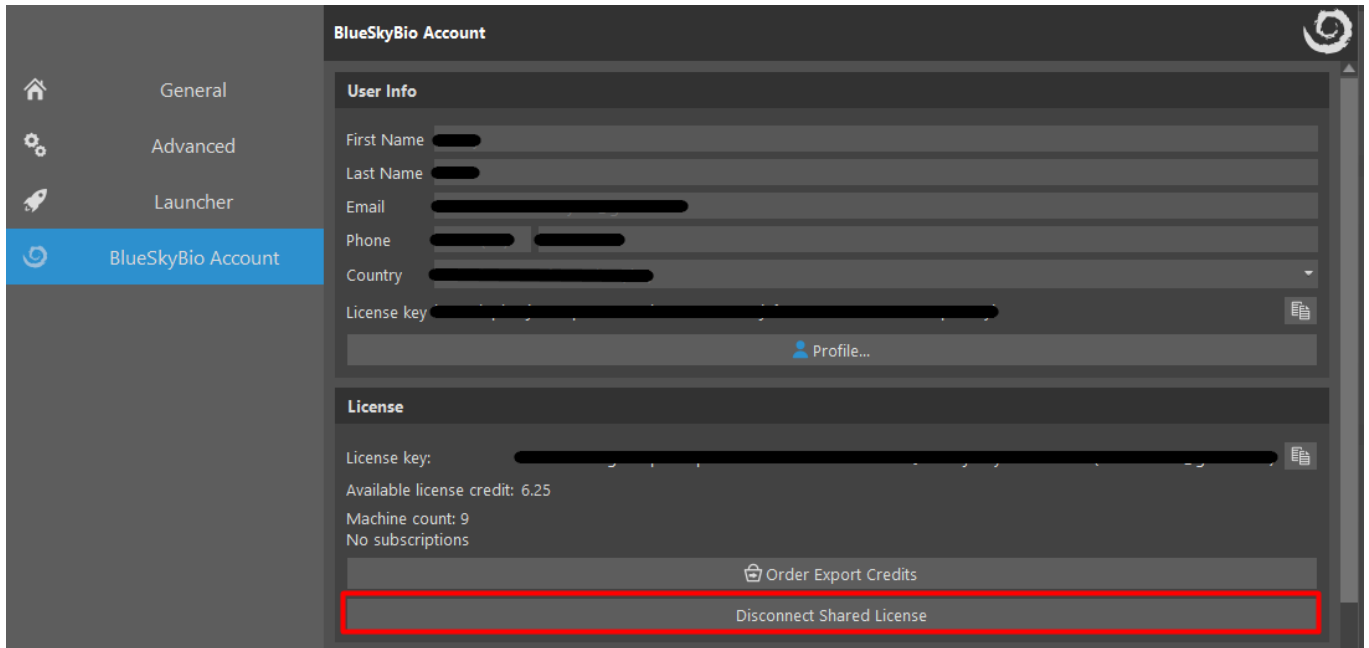 BlueSkyBio Account
General
Advanced
Launcher
BlueSkyBio Account
User Info
First Name
Last Name
Email
Phone
Country
License key
Profile...
License
License key:
Available license credit: 6.25
Machine count: 9
No subscriptions
Order Export Credits
Disconnect Shared License